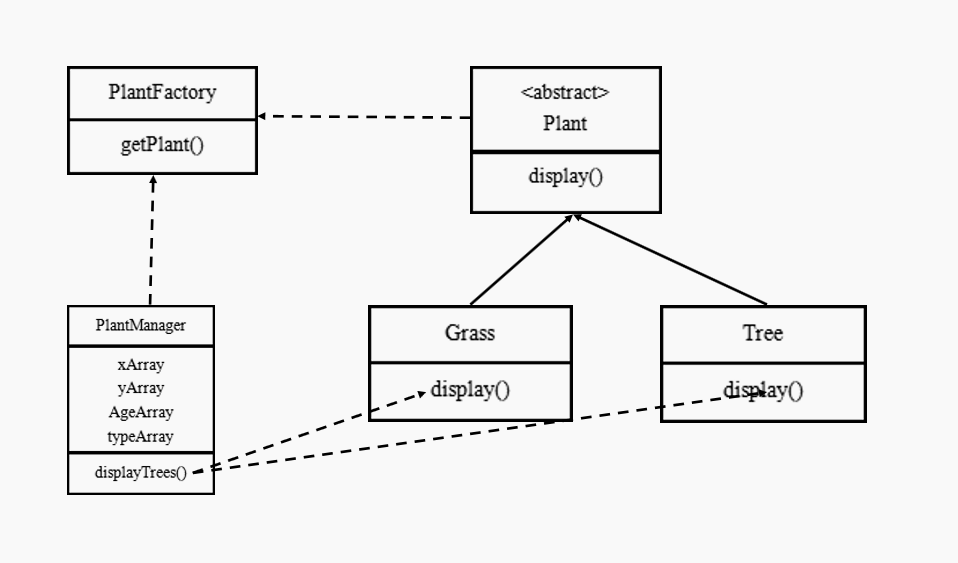 PlantFactory
getPlant()
<abstract>
Plant
display()
PlantManager
xArray
yArray
AgeArray
typeArray
displayTrees()
Grass
display()
Tree
display()